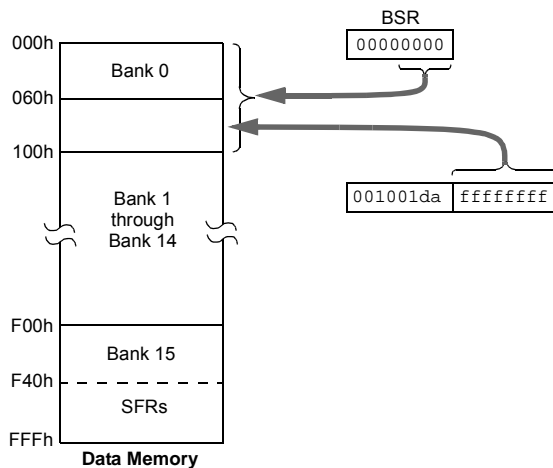 BSR
00000000
000h
Bank 0
060h
100h
Bank 1
through
Bank 14
001001da ffffffff
F00h
Bank 15
F40h
SFRs
FFFh
Data Memory